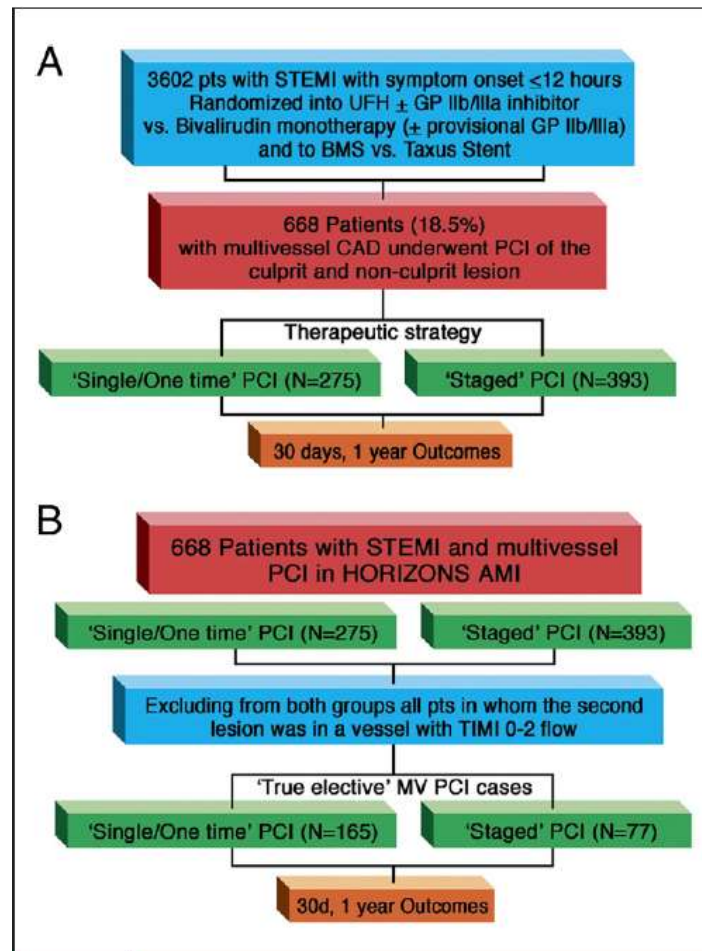 A
3602 pts with STEMI with symptom onset ≤12 hours
Randomized into UFH ± GP IIb/IIIa inhibitor
vs. Bivalirudin monotherapy (± provisional GP IIb/IIIa)
and to BMS vs. Taxus Stent
668 Patients (18.5%)
with multivessel CAD underwent PCI of the
culprit and non-culprit lesion
Therapeutic strategy
‘Single/One time’ PCI (N=275)
‘Staged’ PCI (N=393)
30 days, 1 year Outcomes
B
668 Patients with STEMI and multivessel
PCI in HORIZONS AMI
‘Single/One time’ PCI (N=275)
‘Staged’ PCI (N=393)
Excluding from both groups all pts in whom the second
lesion was in a vessel with TIMI 0-2 flow
‘True elective’ MV PCI cases
‘Single/One time’ PCI (N=165)
‘Staged’ PCI (N=77)
30d, 1 year Outcomes